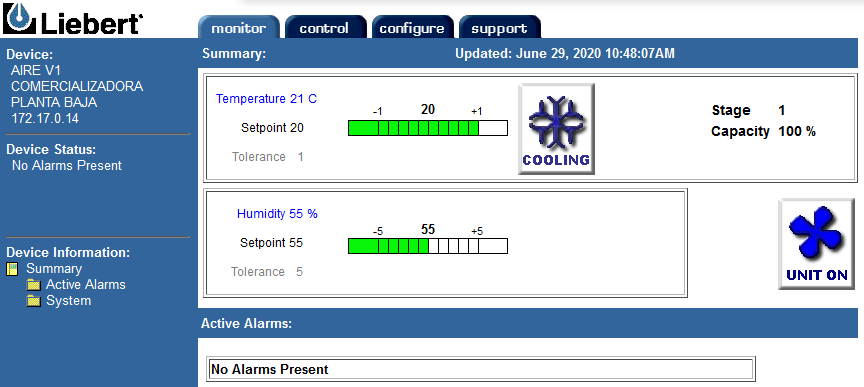 Liebert®
monitor control configure support
Device:
AIRE V1
COMERCIALIZADORA
PLANTA BAJA
172.17.0.14
Device Status:
No Alarms Present
Device Information:
Summary
Active Alarms
System
Summary: Updated: June 29, 2020 10:48:07AM
Temperature 21 C
Setpoint 20
Tolerance 1
-1 20 +1
COOLING
Stage 1
Capacity 100 %
Humidity 55 %
Setpoint 55
Tolerance 5
-5 55 +5
UNIT ON
Active Alarms:
No Alarms Present